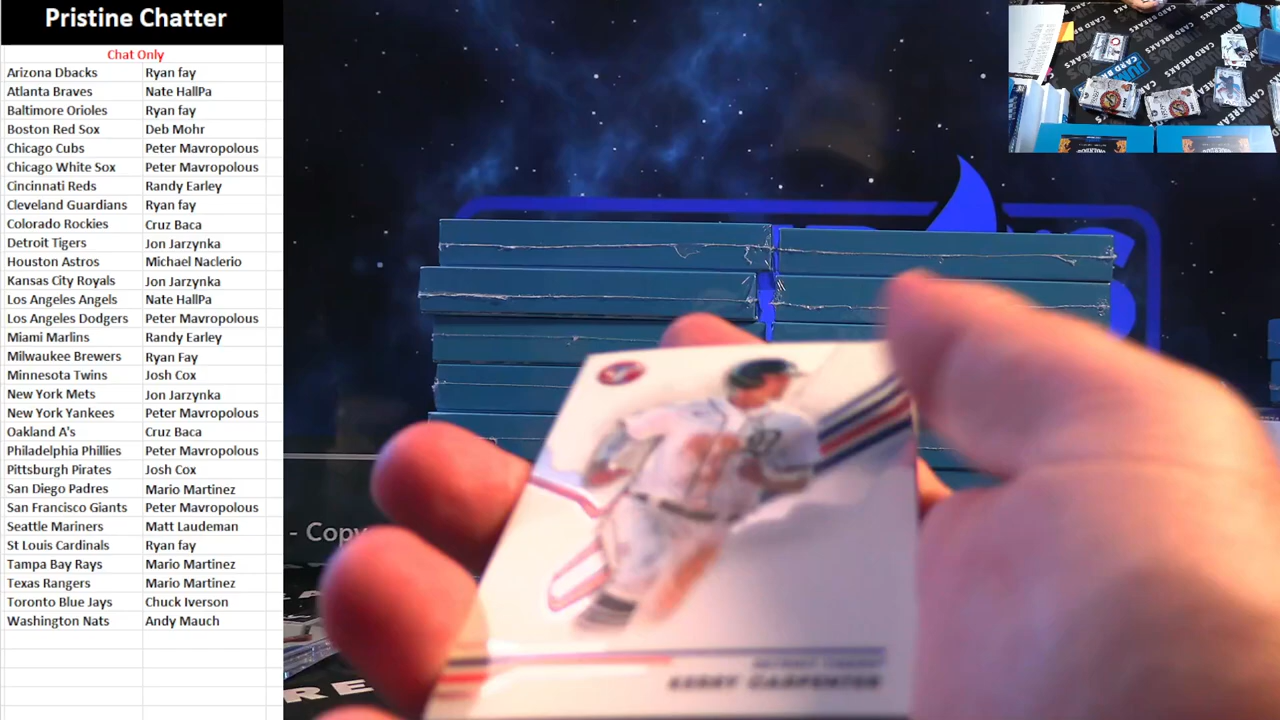 Pristine Chatter
Chat Only
Arizona Dbacks Ryan fay
Atlanta Braves Nate HallPa
Baltimore Orioles Ryan fay
Boston Red Sox Deb Mohr
Chicago Cubs Peter Mavropolous
Chicago White Sox Peter Mavropolous
Cincinnati Reds Randy Earley
Cleveland Guardians Ryan fay
Colorado Rockies Cruz Baca
Detroit Tigers Jon Jarzynka
Houston Astros Michael Naclerio
Kansas City Royals Jon Jarzynka
Los Angeles Angels Nate HallPa
Los Angeles Dodgers Peter Mavropolous
Miami Marlins Randy Earley
Milwaukee Brewers Ryan Fay
Minnesota Twins Josh Cox
New York Mets Jon Jarzynka
New York Yankees Peter Mavropolous
Oakland A's Cruz Baca
Philadelphia Phillies Peter Mavropolous
Pittsburgh Pirates Josh Cox
San Diego Padres Mario Martinez
San Francisco Giants Peter Mavropolous
Seattle Mariners Matt Laudeman
St Louis Cardinals Ryan fay
Tampa Bay Rays Mario Martinez
Texas Rangers Mario Martinez
Toronto Blue Jays Chuck Iverson
Washington Nats Andy Mauch
CARD BREAKS
- Copy
DETROIT TIGERS
KERRY CARPENTER